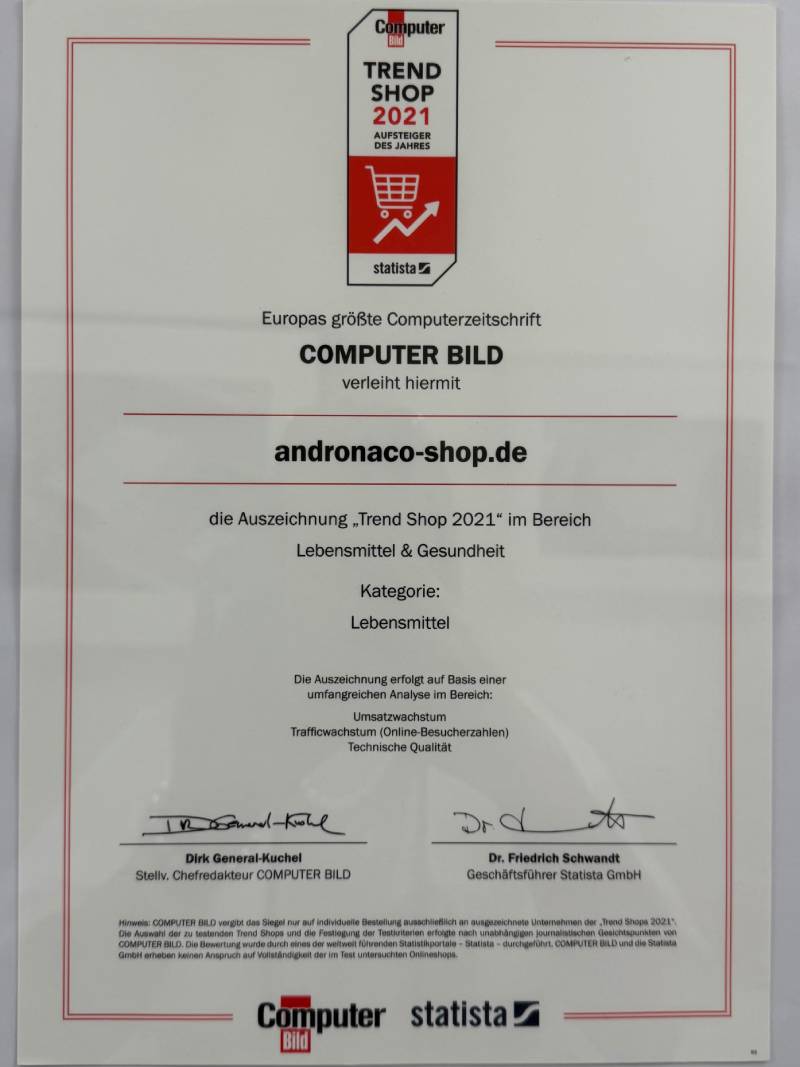 Computer
Bild
TREND
SHOP
2021
AUFSTEIGER
DES JAHRES
statista
Europas größte Computerzeitschrift
COMPUTER BILD
verleiht hiermit
andronaco-shop.de
die Auszeichnung „Trend Shop 2021“ im Bereich
Lebensmittel & Gesundheit
Kategorie:
Lebensmittel
Die Auszeichnung erfolgt auf Basis einer
umfangreichen Analyse im Bereich:
Umsatzwachstum
Trafficwachstum (Online-Besucherzahlen)
Technische Qualität
Dirk General-Kuchel
Stellv. Chefredakteur COMPUTER BILD
Dr. Friedrich Schwandt
Geschäftsführer Statista GmbH
Hinweis: COMPUTER BILD vergibt das Siegel nur auf individuelle Bestellung ausschließlich an ausgezeichnete Unternehmen der „Trend Shops 2021“.
Die Auswahl der zu testenden Trend Shops und die Festlegung der Testkriterien erfolgte nach unabhängigen journalistischen Gesichtspunkten von
COMPUTER BILD. Die Bewertung wurde durch eines der weltweit führenden Statistikportale – Statista – durchgeführt. COMPUTER BILD und die Statista
GmbH erheben keinen Anspruch auf Vollständigkeit der im Test untersuchten Onlineshops.
Computer
Bild
statista